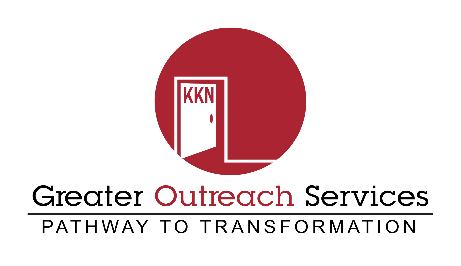 KKN
Greater Outreach Services
PATHWAY TO TRANSFORMATION